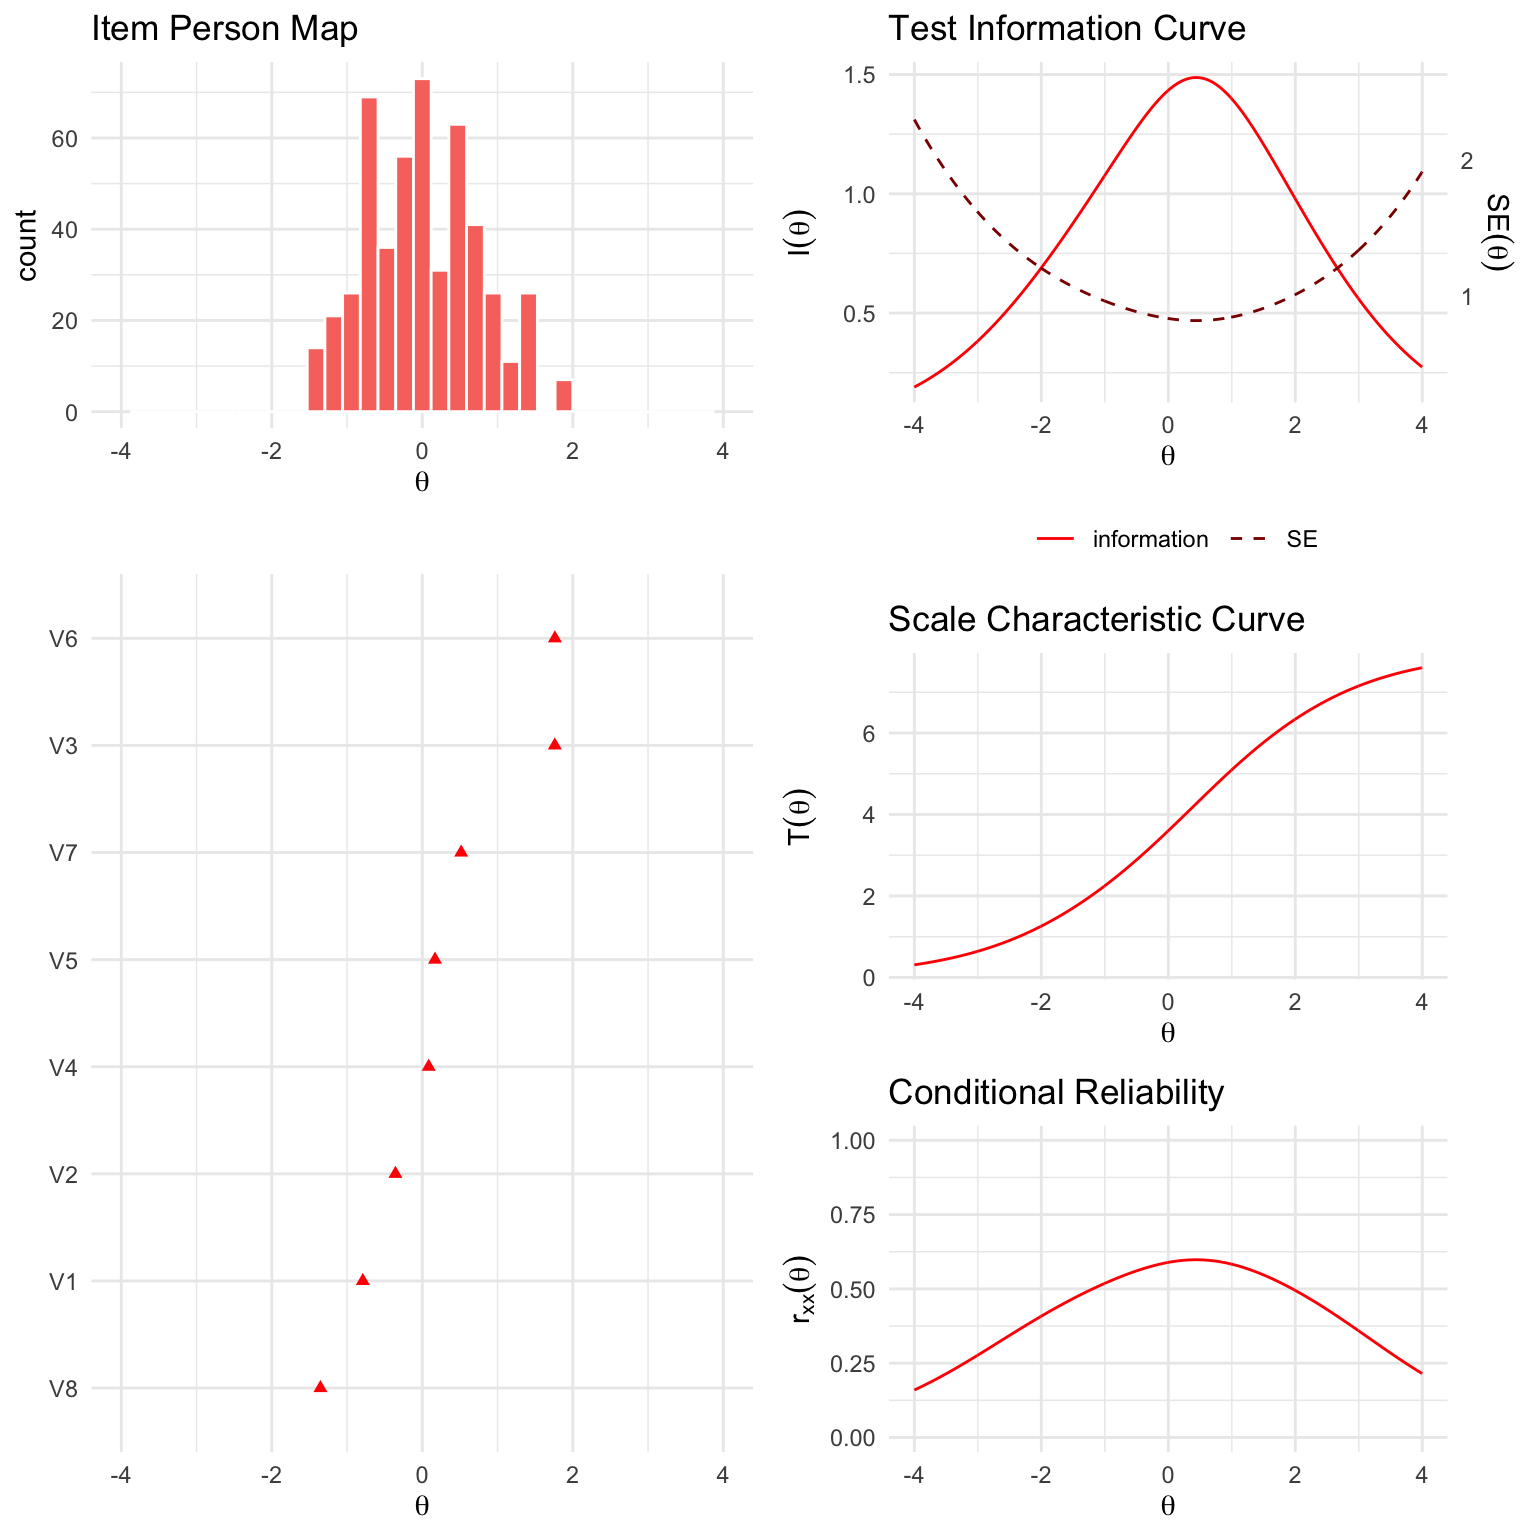 Item Person Map
count
60
40
20
0
-4 -2 0 2 4
θ
V6
V3
V7
V5
V4
V2
V1
V8
-4 -2 0 2 4
θ
Test Information Curve
I(θ)
1.5
1.0
0.5
2
1
SE(θ)
-4 -2 0 2 4
θ
information SE
Scale Characteristic Curve
T(θ)
6
4
2
0
-4 -2 0 2 4
θ
Conditional Reliability
rxx(θ)
1.00
0.75
0.50
0.25
0.00
-4 -2 0 2 4
θ